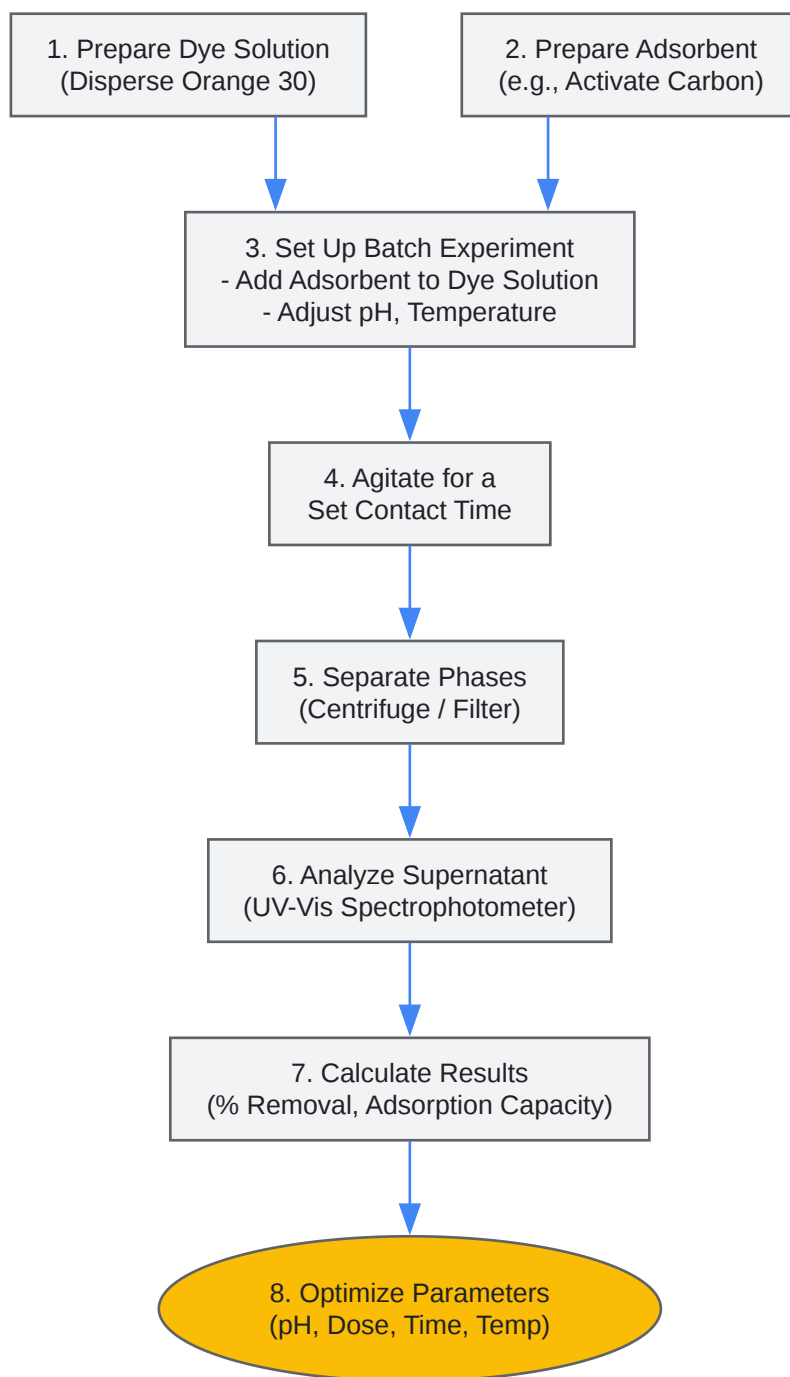 1. Prepare Dye Solution
(Disperse Orange 30)
2. Prepare Adsorbent
(e.g., Activate Carbon)
3. Set Up Batch Experiment
- Add Adsorbent to Dye Solution
- Adjust pH, Temperature
4. Agitate for a
Set Contact Time
5. Separate Phases
(Centrifuge / Filter)
6. Analyze Supernatant
(UV-Vis Spectrophotometer)
7. Calculate Results
(% Removal, Adsorption Capacity)
8. Optimize Parameters
(pH, Dose, Time, Temp)